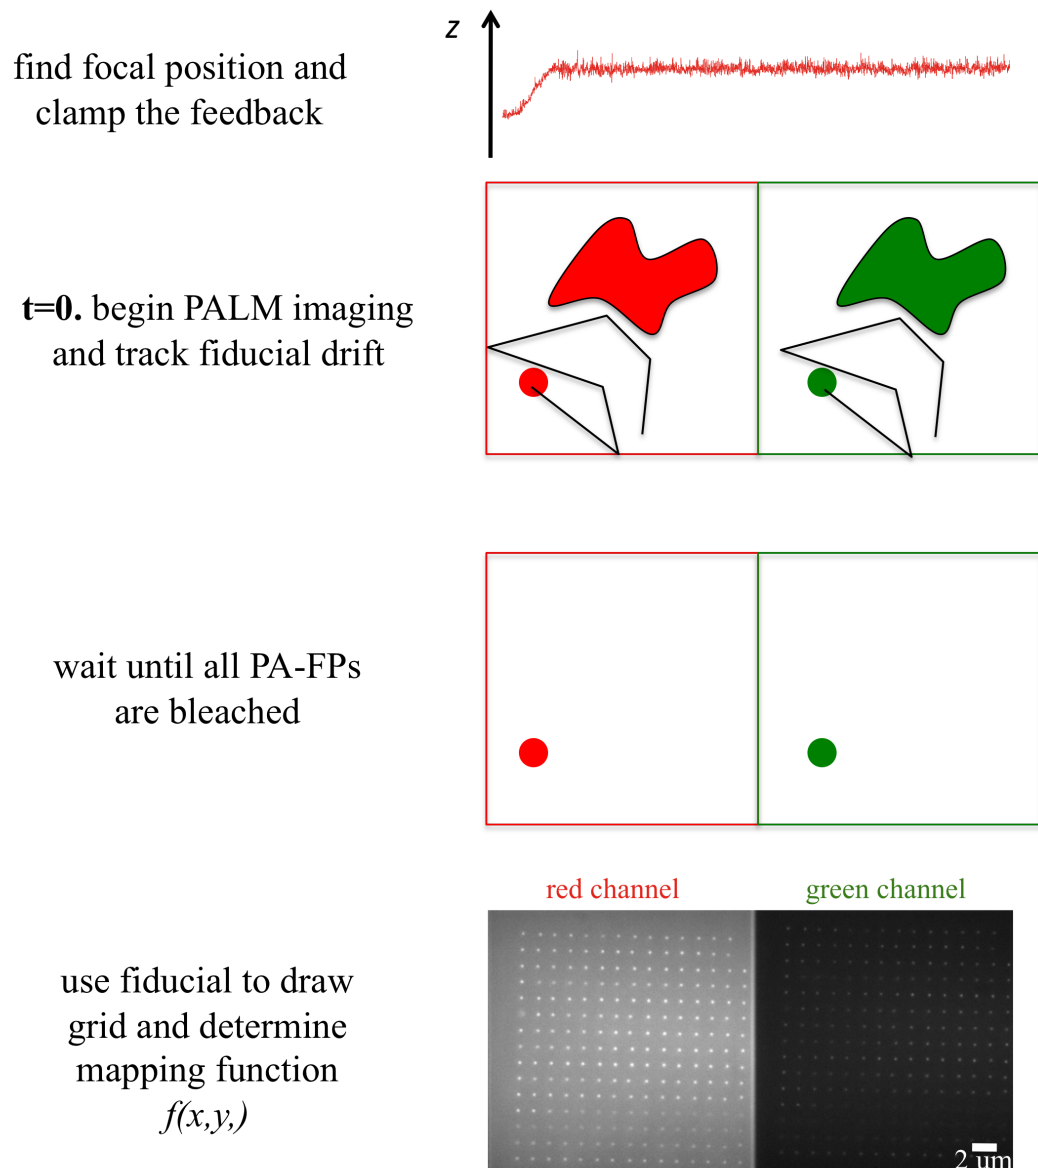 find focal position and
clamp the feedback
z
t=0. begin PALM imaging
and track fiducial drift
wait until all PA-FPs
are bleached
red channel
green channel
use fiducial to draw
grid and determine
mapping function
f(x,y,)
2 um